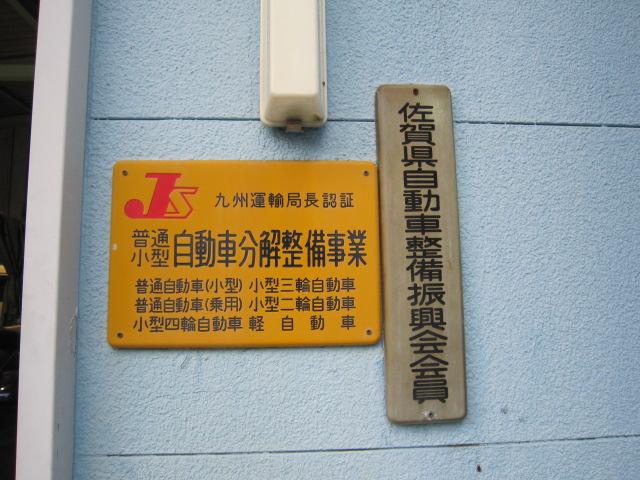 JS 九州運輸局長認証
普通
小型 自動車分解整備事業
普通自動車(小型) 小型三輪自動車
普通自動車(乗用) 小型二輪自動車
小型四輪自動車 軽自動車
佐賀県自動車整備振興会会員